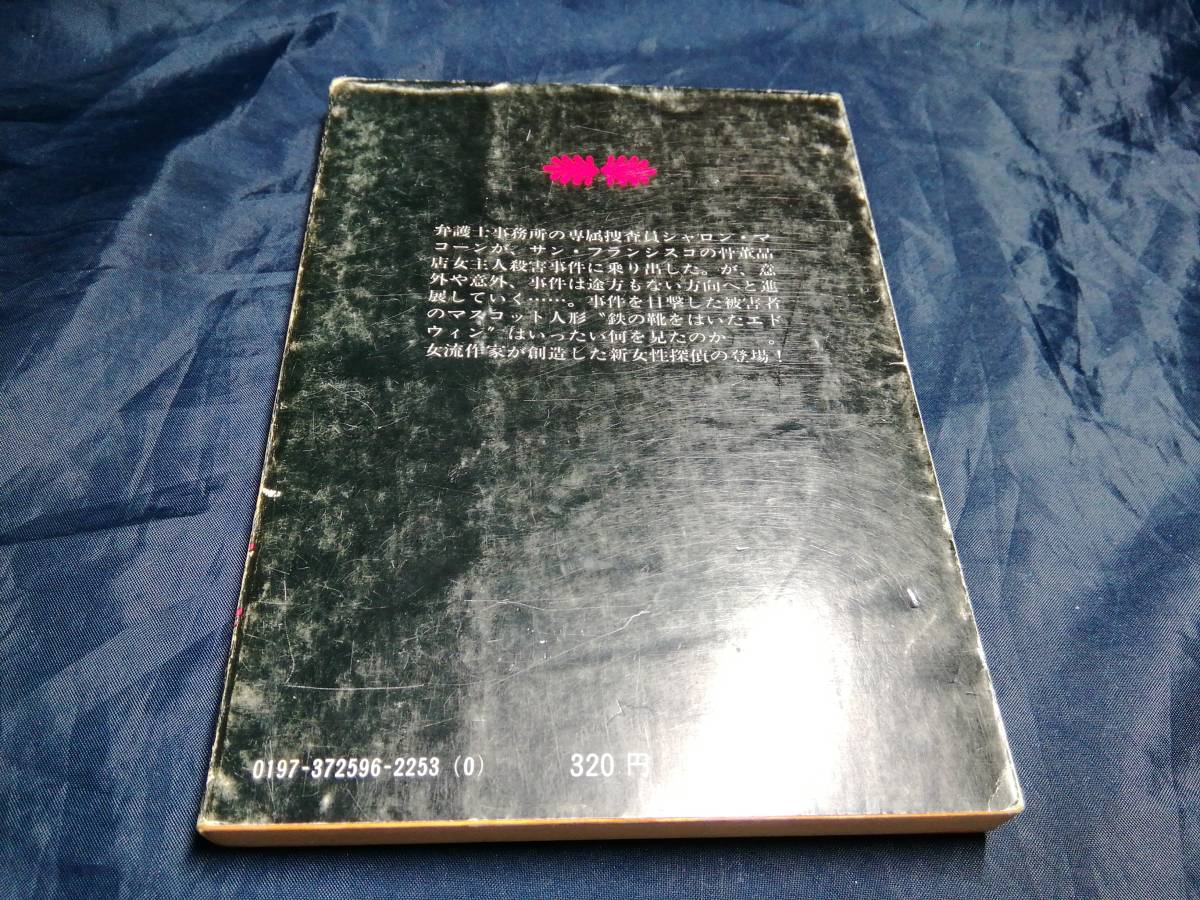 弁護士事務所の専属捜査員シャロン・マ
コーンが、サン・フランシスコの骨董品
店女主人殺害事件に乗り出した。が、意
外や意外、事件は途方もない方向へと進
展していく……。事件を目撃した被害者
のマスコット人形〝鉄の靴をはいたエド
ウィン〟はいったい何を見たのか――。
女流作家が創造した新女性探偵の登場！
0197-372596-2253 (0)
320 円